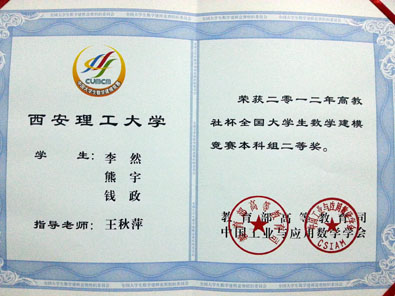 CUMCM
西安理工大学
学 生：李 然
熊 宇
钱 政
指导老师：王秋萍
荣获二〇一二年高教
社杯全国大学生数学建模
竞赛本科组二等奖。
教育部高等教育司
中国工业与应用数学学会
CSIAM